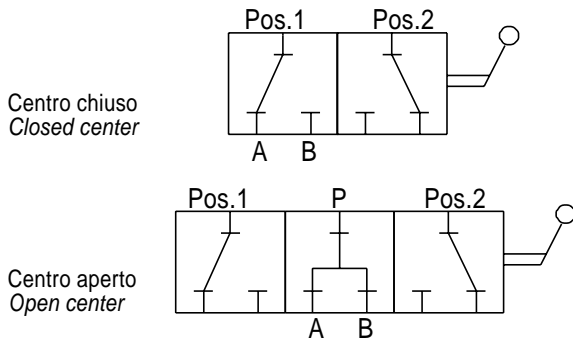 Pos.1 Pos.2
Centro chiuso
Closed center
A B
Pos.1 P Pos.2
Centro aperto
Open center
A B